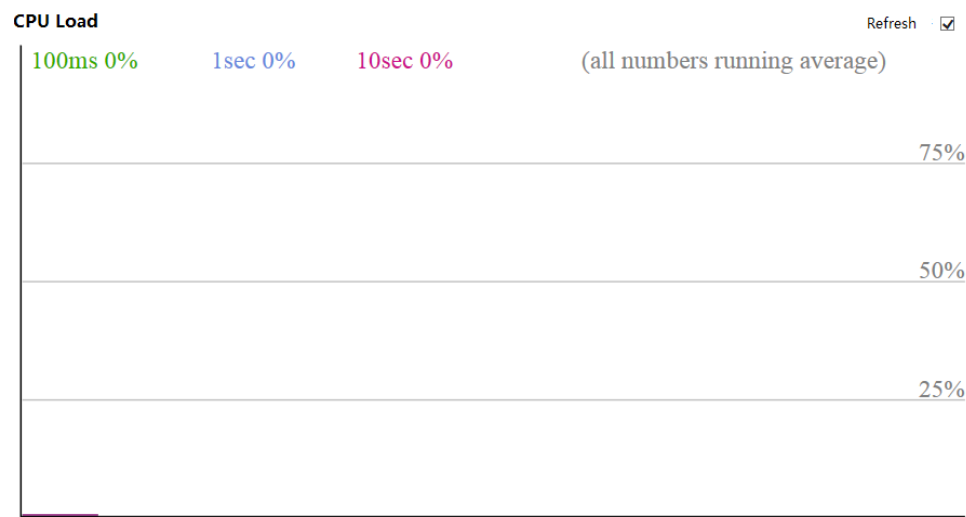 CPU Load
Refresh
100ms 0% 1sec 0% 10sec 0% (all numbers running average)
75%
50%
25%